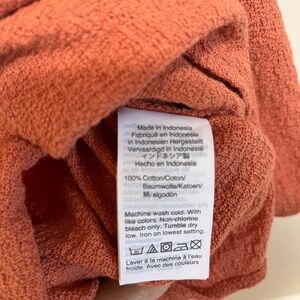 Made in Indonesia
Fabriqué en Indonésie
in Indonesien Hergestellt
Vervaardigd in Indonesië
インドネシア製
Hecho en Indonesia
100% Cotton/Coton/
Baumwolle/Katoen/
綿/algodón
Machine wash cold. With
like colors. Non-chlorine
bleach only. Tumble dry
low. Iron on lowest setting.
Laver à la machine à l'eau
froide. Avec des couleurs